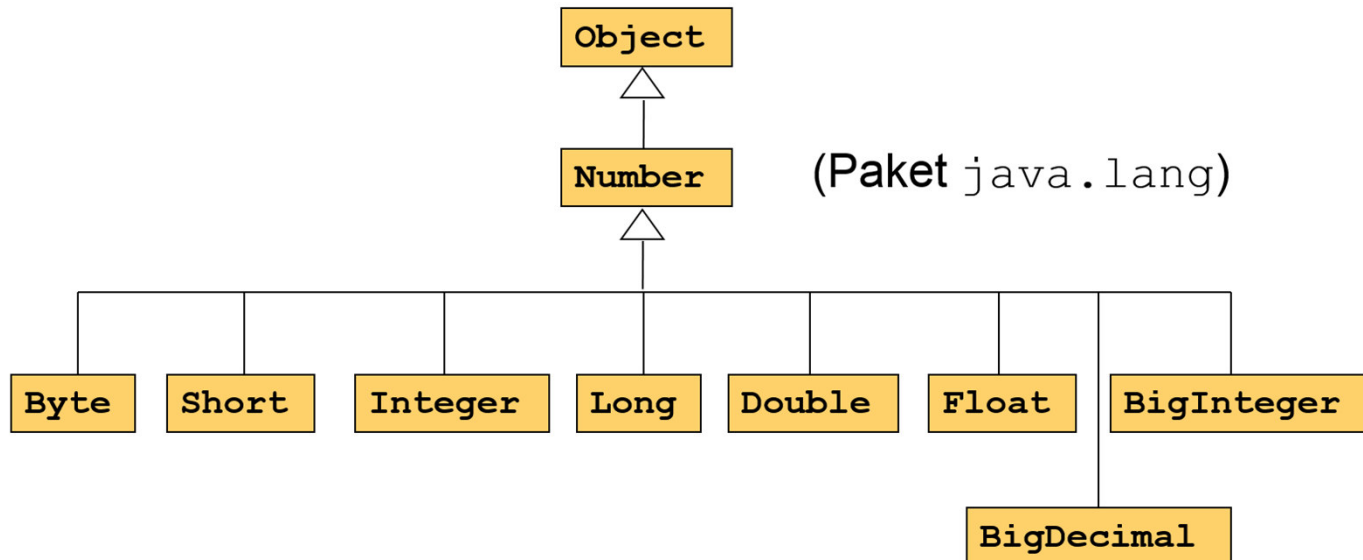 Object
Number
(Paket java.lang)
Byte
Short
Integer
Long
Double
Float
BigInteger
BigDecimal